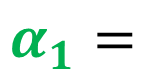 α₁ =